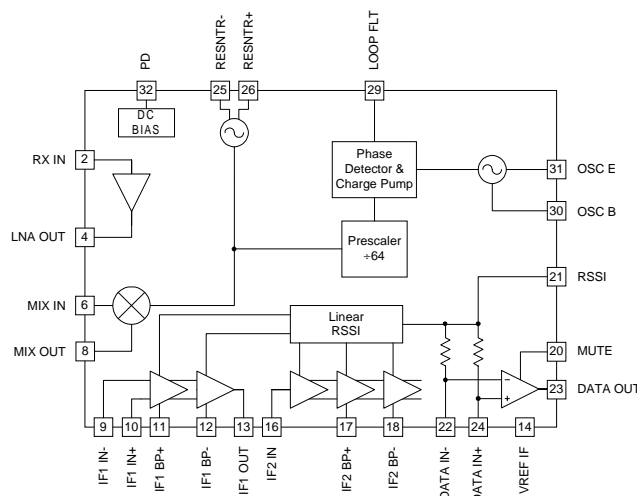 PD
RESNTR-
RESNTR+
LOOP FLT
32
25
26
29
DC
BIAS
RX IN
2
Phase
Detector &
Charge Pump
31
OSC E
LNA OUT
4
30
OSC B
Prescaler
÷64
21
RSSI
MIX IN
6
Linear
RSSI
MIX OUT
8
20
MUTE
−
+
23
DATA OUT
9
10
11
12
13
16
17
18
22
24
14
IF1 IN-
IF1 IN+
IF1 BP+
IF1 BP-
IF1 OUT
IF2 IN
IF2 BP+
IF2 BP-
DATA IN-
DATA IN+
VREF IF